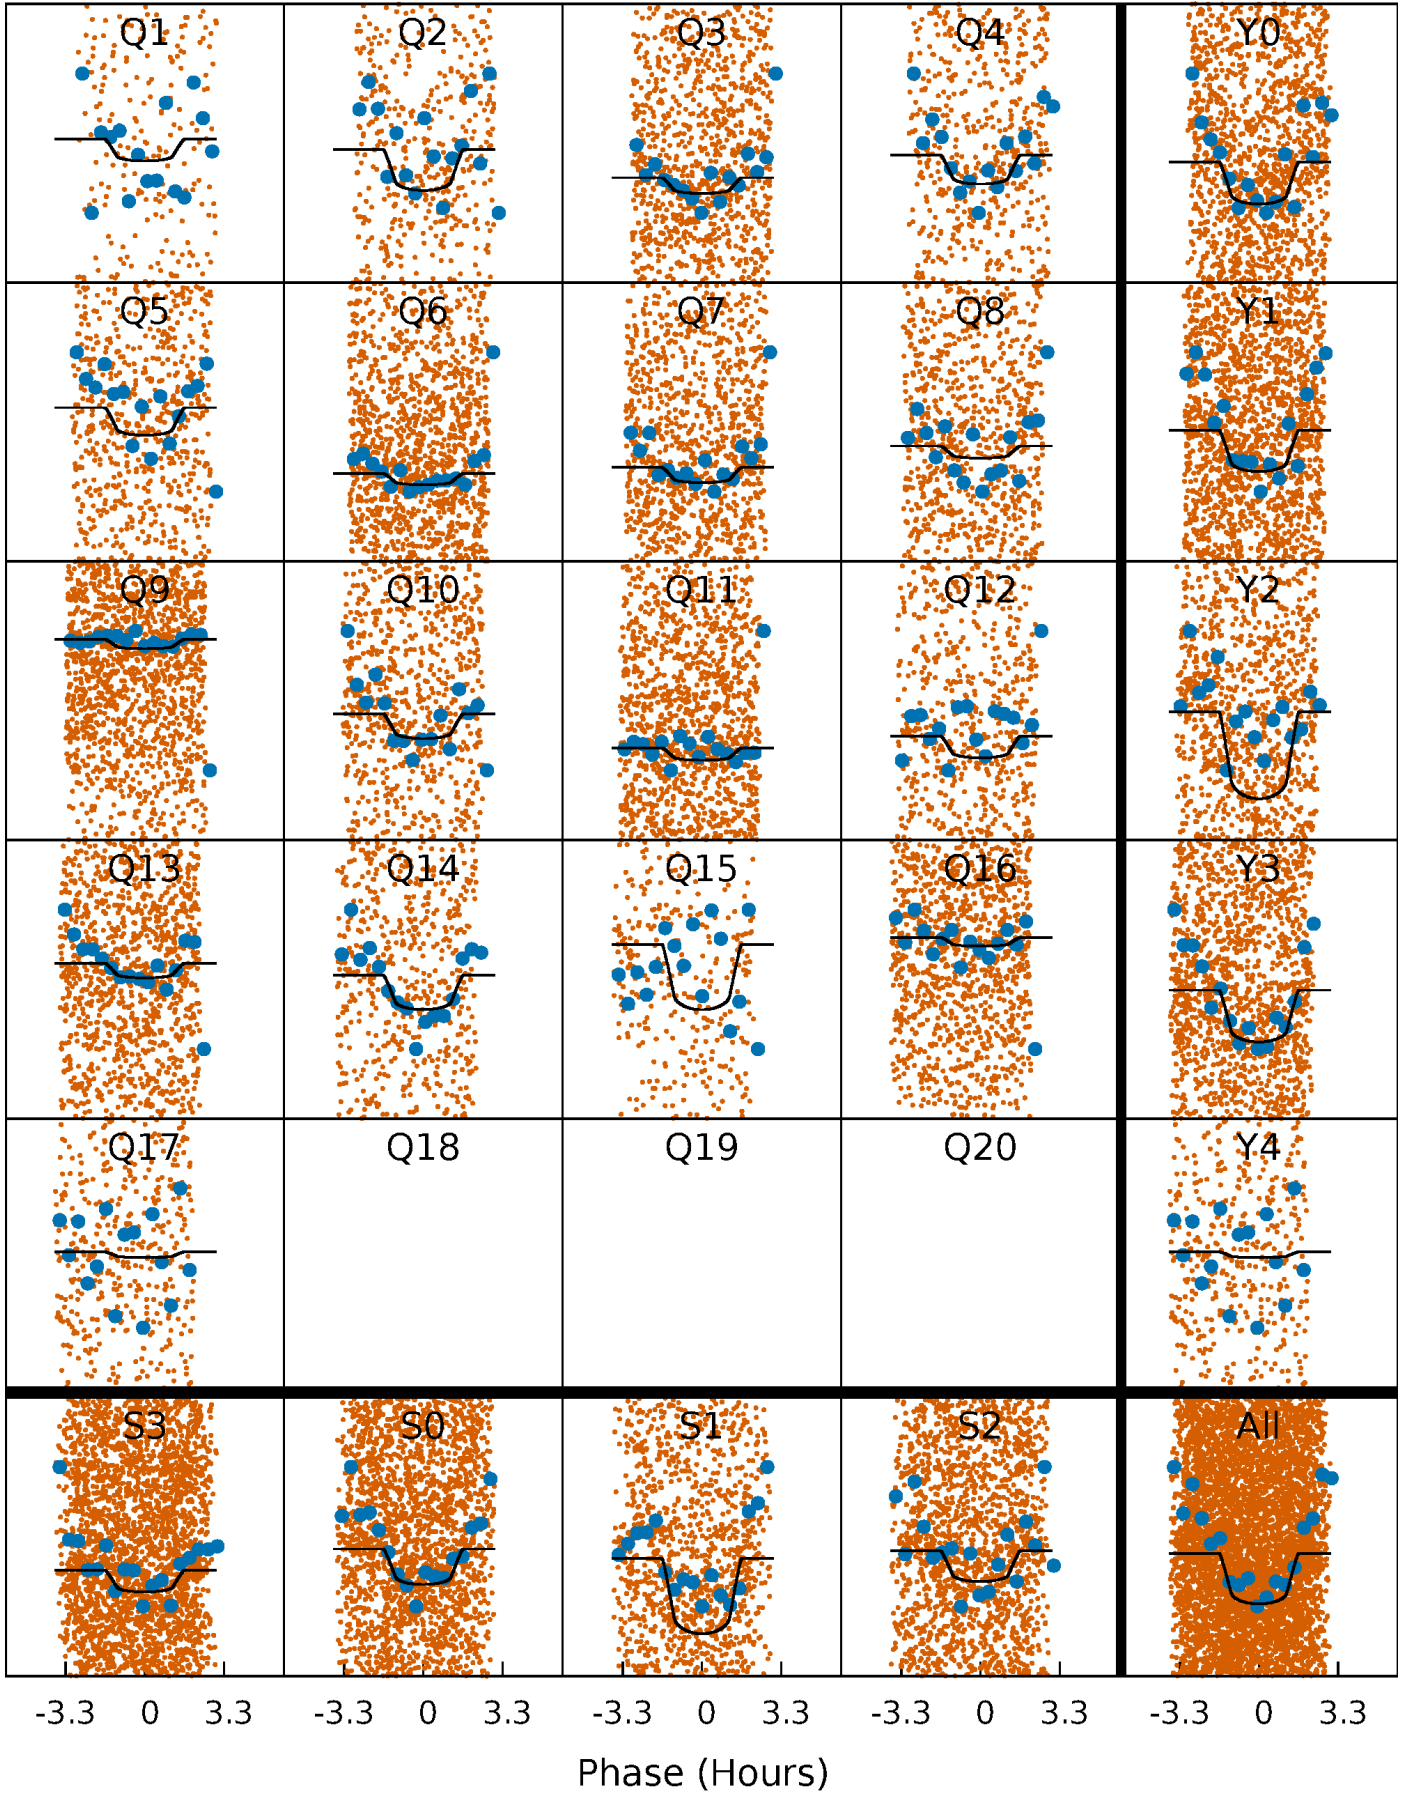 Q1 Q2 Q3 Q4 Y0
Q5 Q6 Q7 Q8 Y1
Q9 Q10 Q11 Q12 Y2
Q13 Q14 Q15 Q16 Y3
Q17 Q18 Q19 Q20 Y4
S3 S0 S1 S2 All
-3.3 0 3.3 -3.3 0 3.3 -3.3 0 3.3 -3.3 0 3.3 -3.3 0 3.3
Phase (Hours)